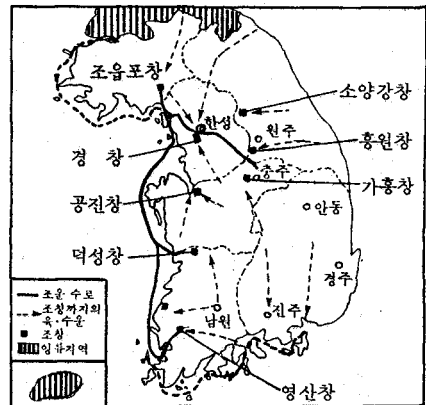 조읍포창
소양강창
한성
원주
경 창
흥원창
충주
가흥창
공진창
안동
덕성창
경주
조운 수로
조창까지의
육·수운
조창
잉류지역
남원
진주
영산창